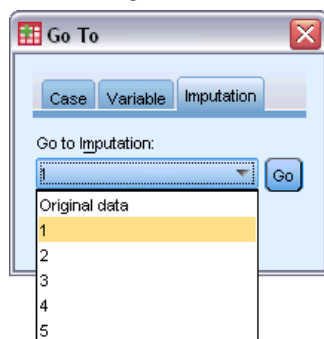 Go To
Case Variable Imputation
Go to Imputation:
1 Go
Original data
1
2
3
4
5